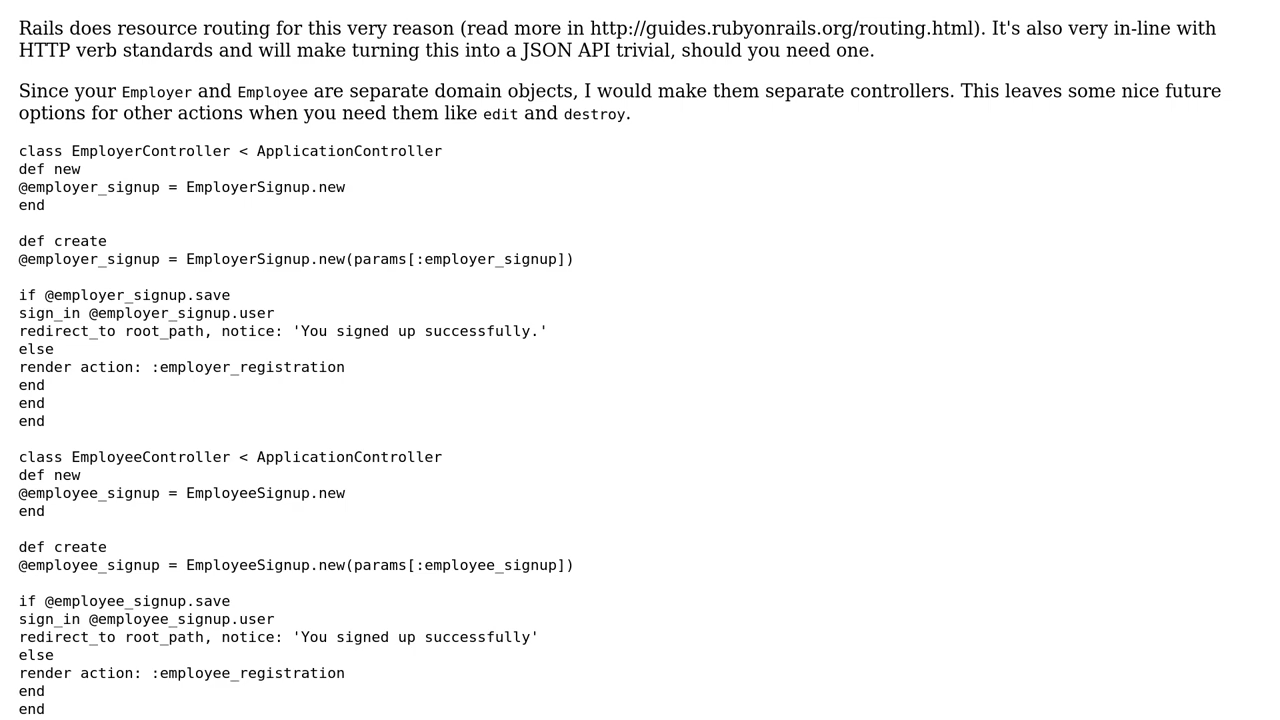 Rails does resource routing for this very reason (read more in http://guides.rubyonrails.org/routing.html). It's also very in-line with
HTTP verb standards and will make turning this into a JSON API trivial, should you need one.
Since your Employer and Employee are separate domain objects, I would make them separate controllers. This leaves some nice future
options for other actions when you need them like edit and destroy.
class EmployerController < ApplicationController
def new
@employer_signup = EmployerSignup.new
end
def create
@employer_signup = EmployerSignup.new(params[:employer_signup])
if @employer_signup.save
sign_in @employer_signup.user
redirect_to root_path, notice: 'You signed up successfully.'
else
render action: :employer_registration
end
end
end
class EmployeeController < ApplicationController
def new
@employee_signup = EmployeeSignup.new
end
def create
@employee_signup = EmployeeSignup.new(params[:employee_signup])
if @employee_signup.save
sign_in @employee_signup.user
redirect_to root_path, notice: 'You signed up successfully'
else
render action: :employee_registration
end
end